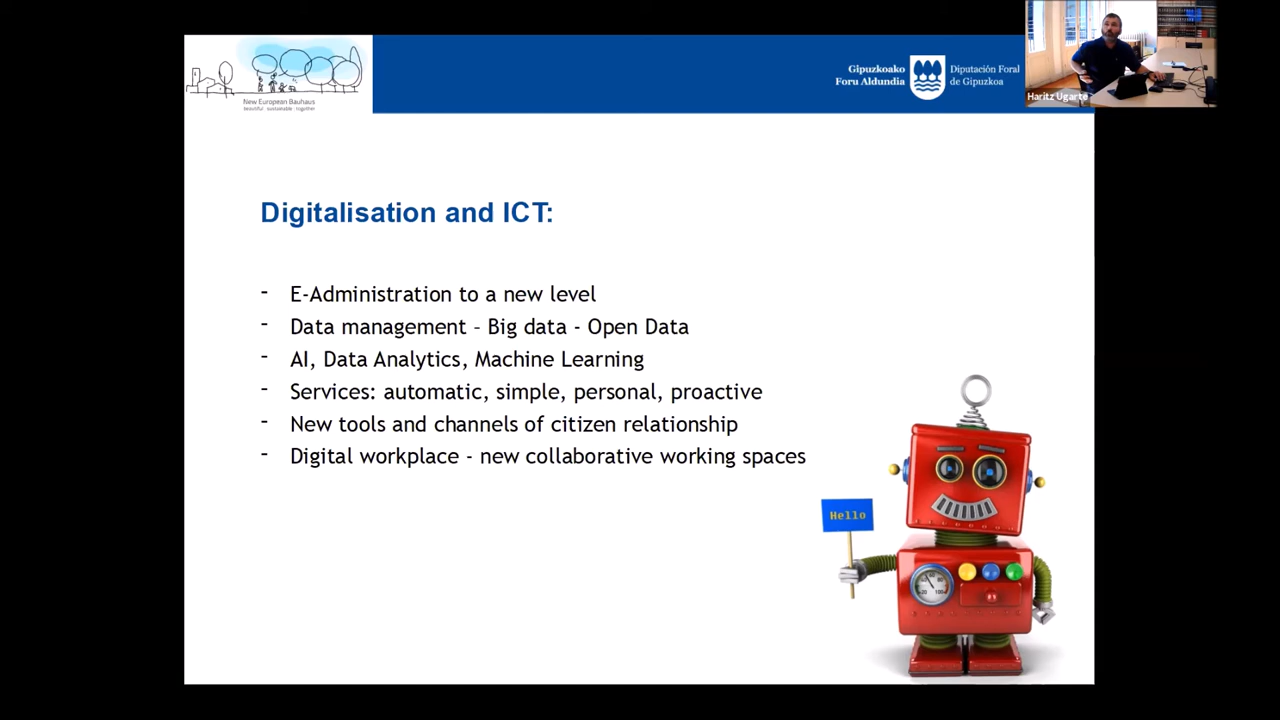 New European Bauhaus
beautiful sustainable together
Gipuzkoako
Foru Aldundia
Diputación Foral
de Gipuzkoa
Haritz Ugarte
Digitalisation and ICT:
- E-Administration to a new level
- Data management – Big data - Open Data
- AI, Data Analytics, Machine Learning
- Services: automatic, simple, personal, proactive
- New tools and channels of citizen relationship
- Digital workplace - new collaborative working spaces
Hello